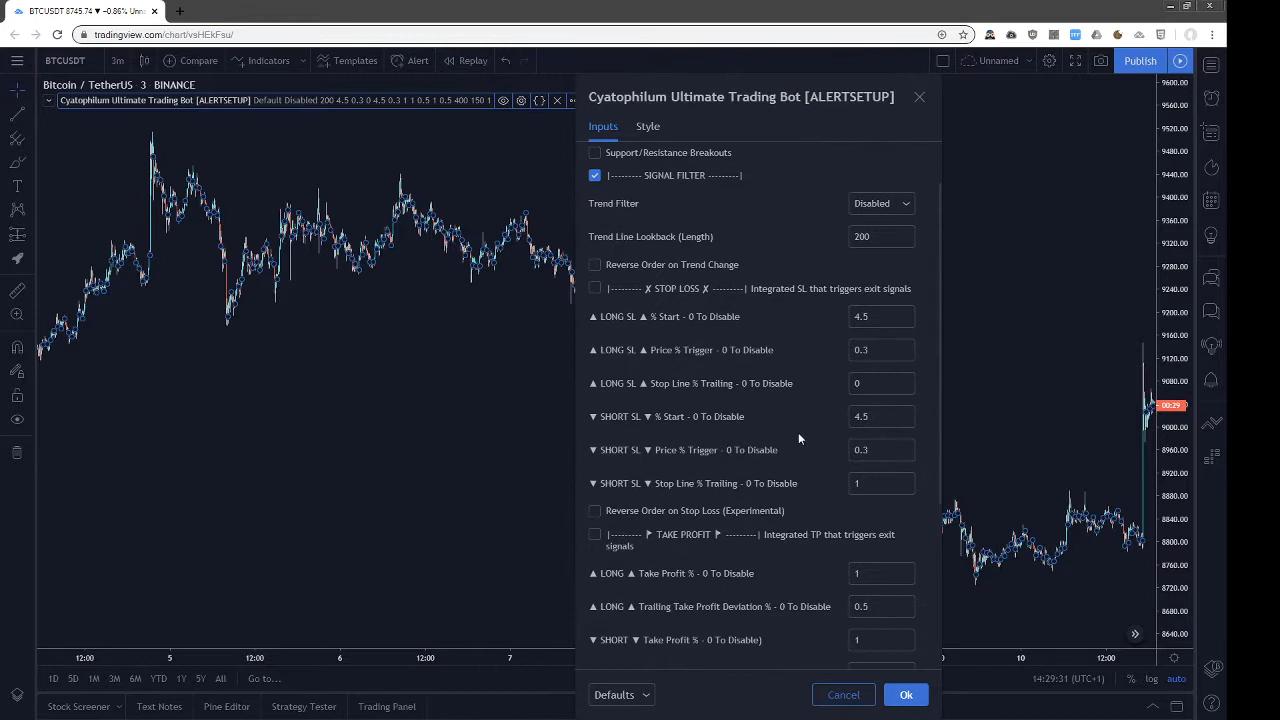 BTCUSDT 8745.74 ▼ −0.86% Unn
tradingview.com/chart/vsHEkFsu/
BTCUSDT 3m Compare Indicators Templates Alert Replay Unnamed Publish
Bitcoin / TetherUS 3 BINANCE
Cyatophilum Ultimate Trading Bot [ALERTSETUP] Default Disabled 200 4.5 0.3 0 4.5 0.3 1 1 0.5 1 0.5 400 150 1
Cyatophilum Ultimate Trading Bot [ALERTSETUP]
Inputs Style
Support/Resistance Breakouts
|--------- SIGNAL FILTER ---------|
Trend Filter Disabled
Trend Line Lookback (Length) 200
Reverse Order on Trend Change
|--------- ✗ STOP LOSS ✗ ---------| Integrated SL that triggers exit signals
▲ LONG SL ▲ % Start - 0 To Disable 4.5
▲ LONG SL ▲ Price % Trigger - 0 To Disable 0.3
▲ LONG SL ▲ Stop Line % Trailing - 0 To Disable 0
▼ SHORT SL ▼ % Start - 0 To Disable 4.5
▼ SHORT SL ▼ Price % Trigger - 0 To Disable 0.3
▼ SHORT SL ▼ Stop Line % Trailing - 0 To Disable 1
Reverse Order on Stop Loss (Experimental)
|--------- ⚑ TAKE PROFIT ⚑ ---------| Integrated TP that triggers exit
signals
▲ LONG ▲ Take Profit % - 0 To Disable 1
▲ LONG ▲ Trailing Take Profit Deviation % - 0 To Disable 0.5
▼ SHORT ▼ Take Profit % - 0 To Disable) 1
Defaults Cancel Ok
9600.00
9560.00
9520.00
9480.00
9440.00
9400.00
9360.00
9320.00
9280.00
9240.00
9200.00
9160.00
9120.00
9080.00
00:29
9000.00
8960.00
8920.00
8880.00
8840.00
8800.00
8760.00
8720.00
8680.00
8640.00
12:00 5 12:00 6 12:00 7 0 10 12:00
1D 5D 1M 3M 6M YTD 1Y 5Y All Go to... 14:29:31 (UTC+1) % log auto
Stock Screener Text Notes Pine Editor Strategy Tester Trading Panel